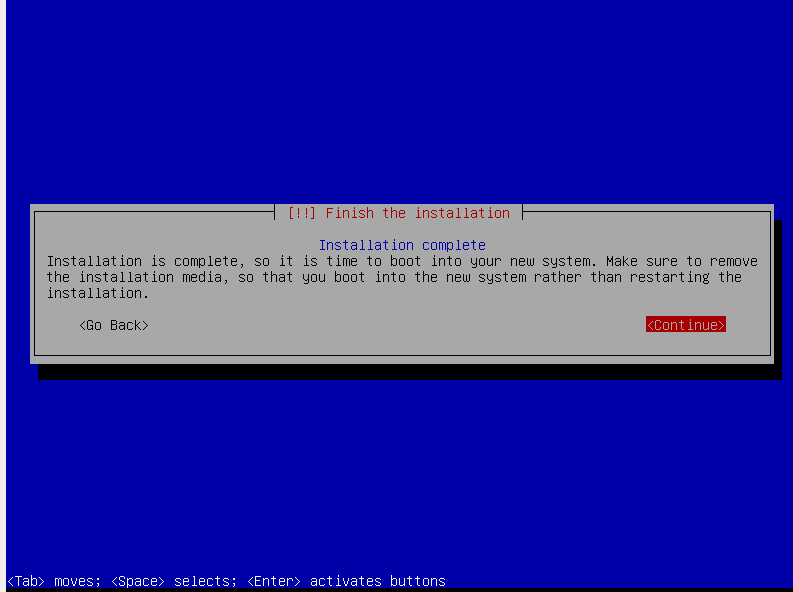 [!!] Finish the installation
Installation complete
Installation is complete, so it is time to boot into your new system. Make sure to remove
the installation media, so that you boot into the new system rather than restarting the
installation.
<Go Back> <Continue>
<Tab> moves; <Space> selects; <Enter> activates buttons